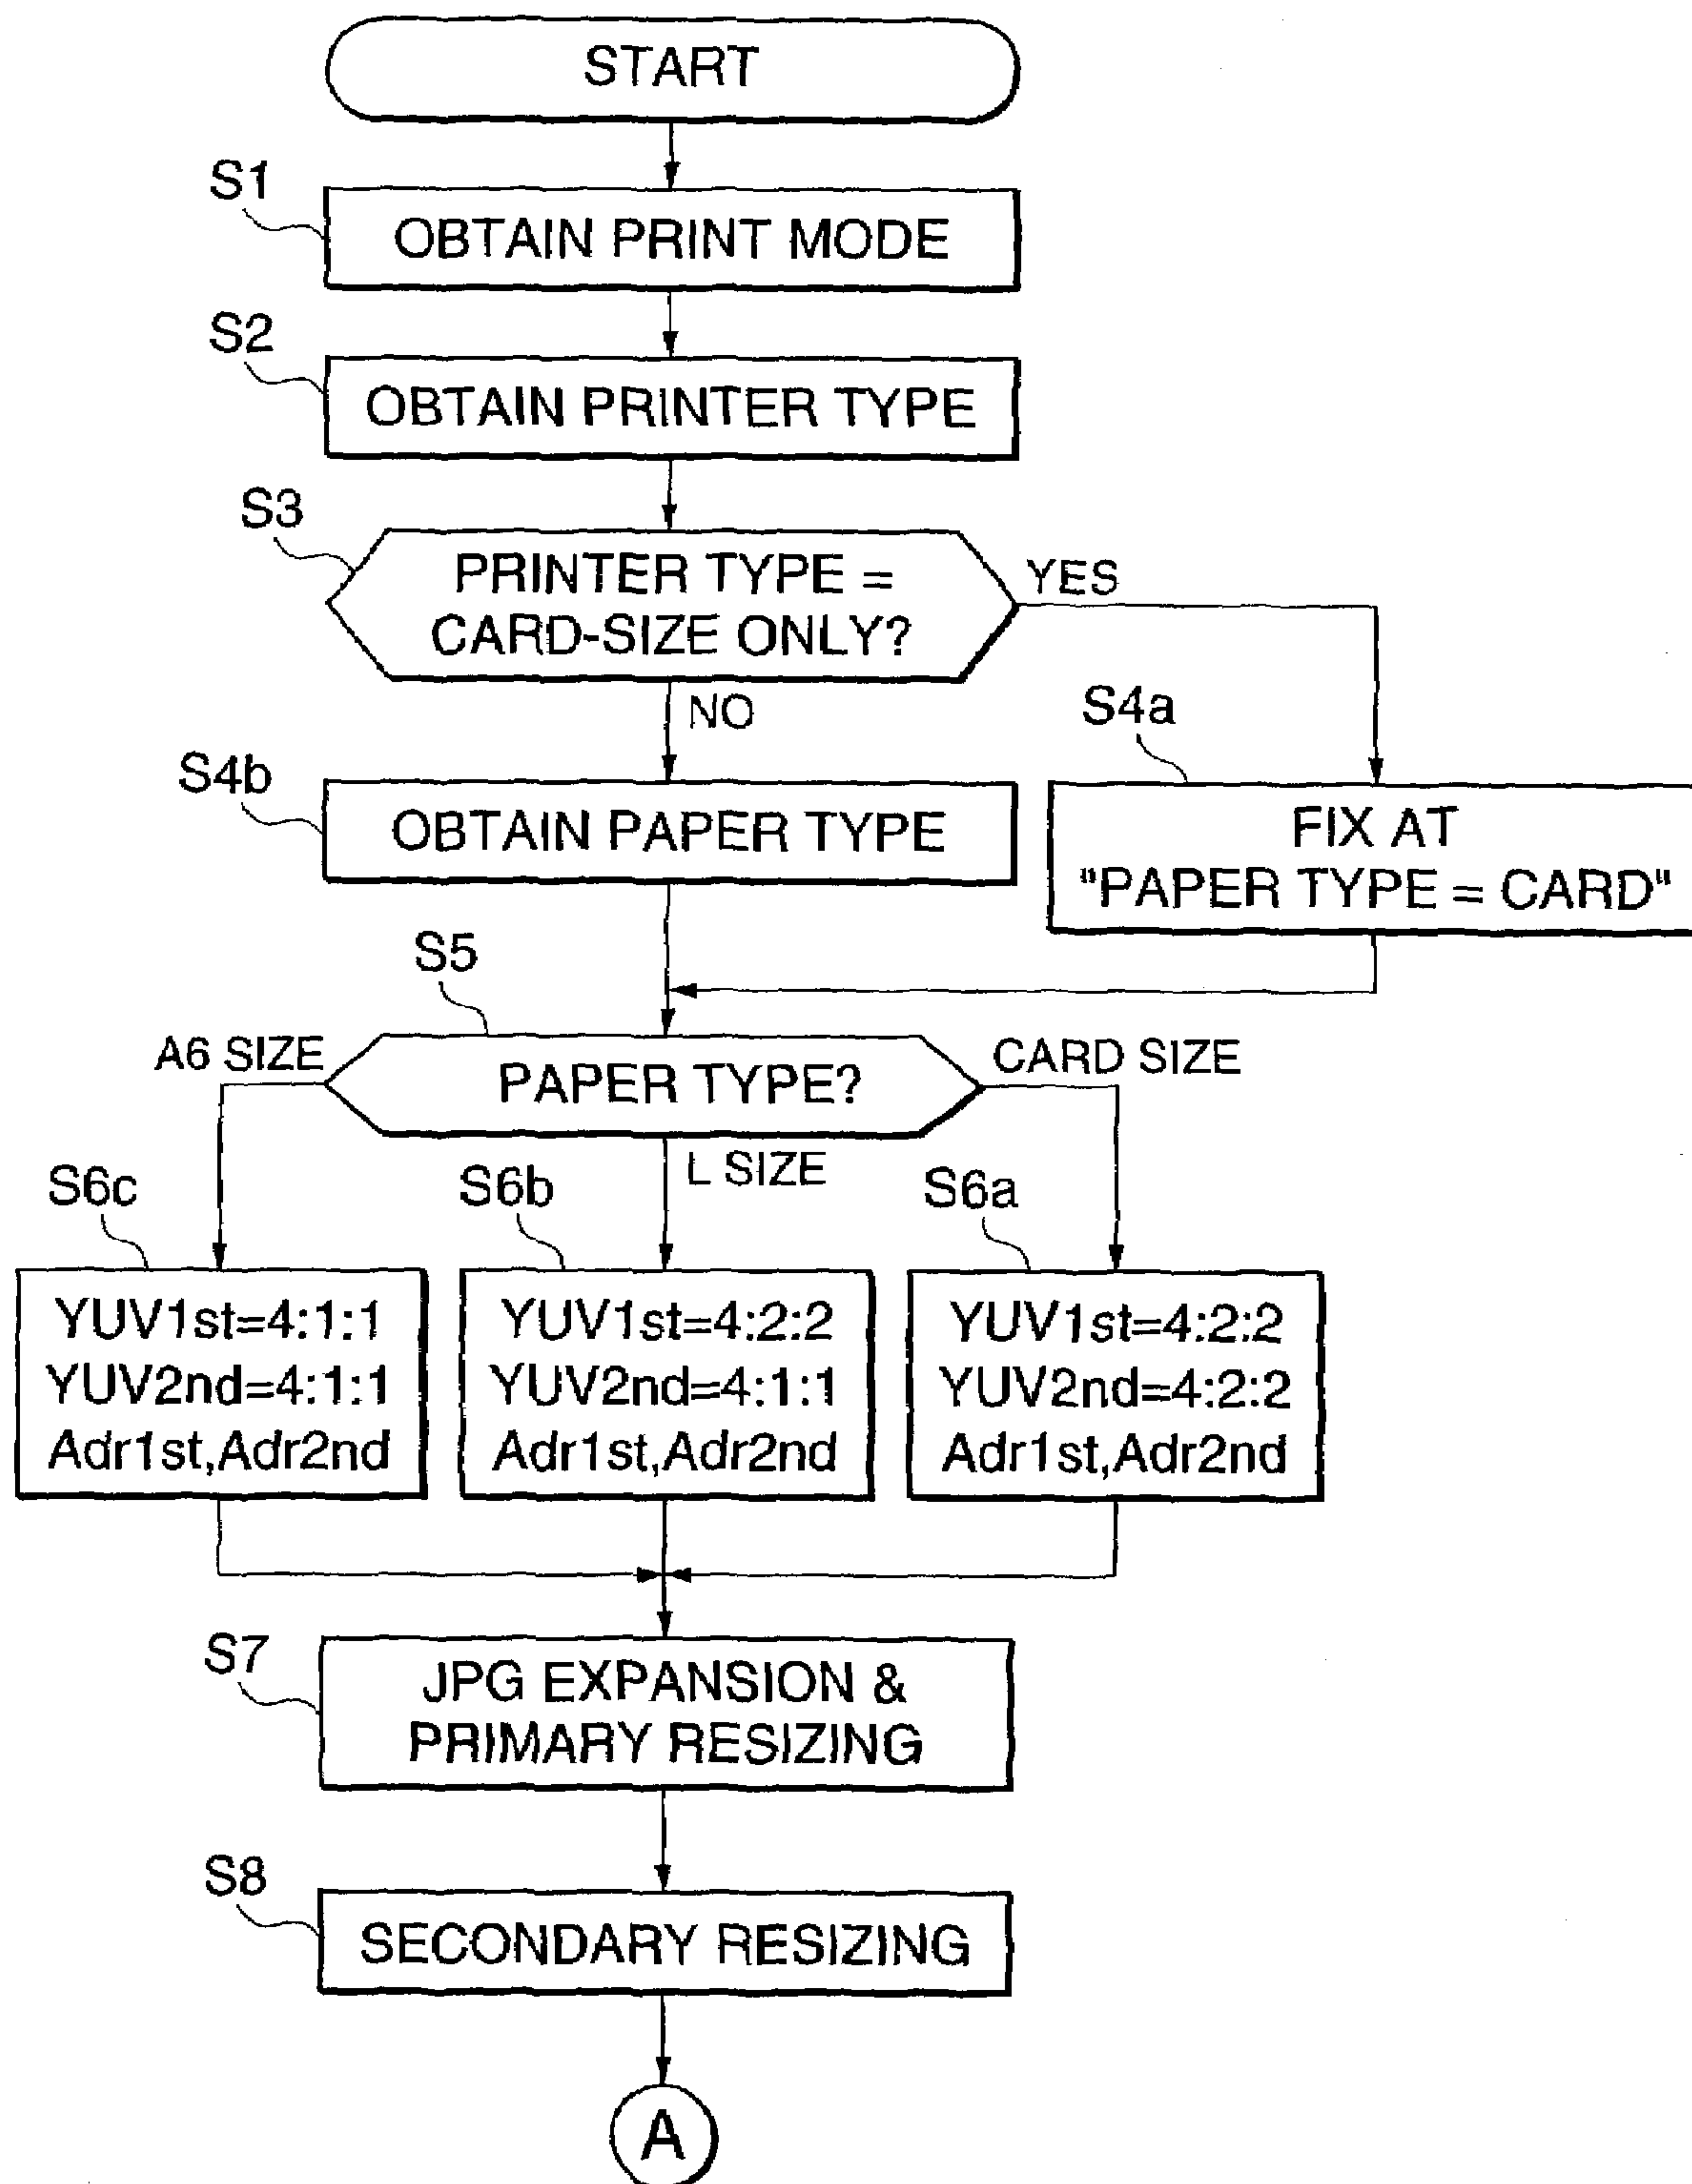 START
S1
OBTAIN PRINT MODE
S2
OBTAIN PRINTER TYPE
S3
PRINTER TYPE =
CARD-SIZE ONLY?
YES
NO
S4a
S4b
OBTAIN PAPER TYPE
FIX AT
"PAPER TYPE = CARD"
S5
A6 SIZE
PAPER TYPE?
CARD SIZE
L SIZE
S6c
S6b
S6a
YUV1st=4:1:1
YUV2nd=4:1:1
Adr1st,Adr2nd
YUV1st=4:2:2
YUV2nd=4:1:1
Adr1st,Adr2nd
YUV1st=4:2:2
YUV2nd=4:2:2
Adr1st,Adr2nd
S7
JPG EXPANSION &
PRIMARY RESIZING
S8
SECONDARY RESIZING
A